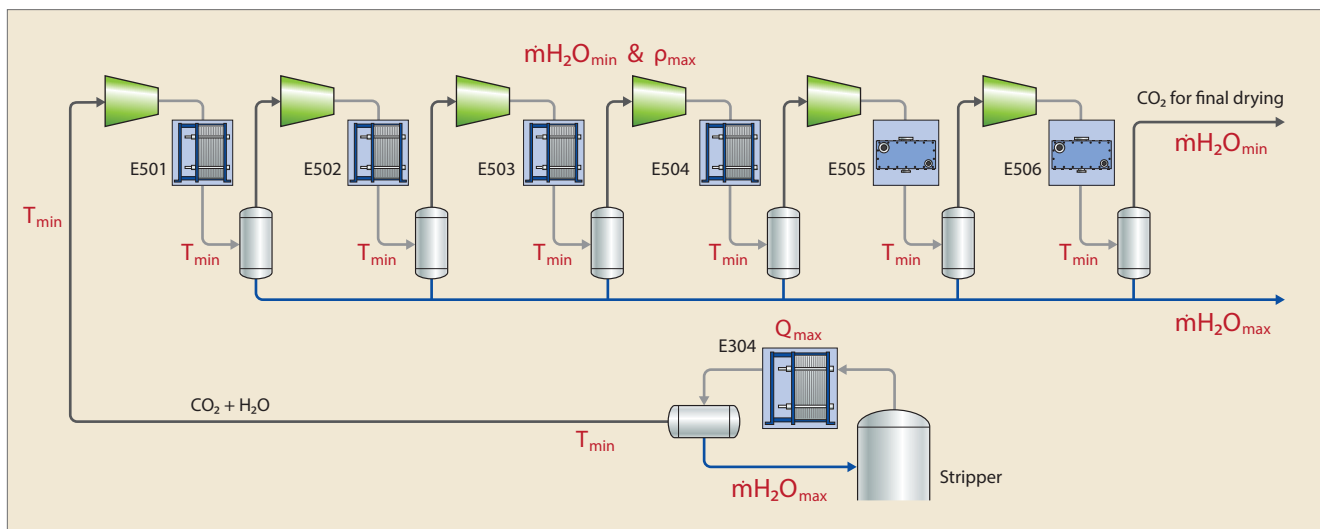 ṁH₂Omin & ρmax
CO₂ for final drying
ṁH₂Omin
E501
E502
E503
E504
E505
E506
Tmin
Tmin
Tmin
Tmin
Tmin
Tmin
Tmin
ṁH₂Omax
Qmax
E304
CO₂ + H₂O
Tmin
Stripper
ṁH₂Omax